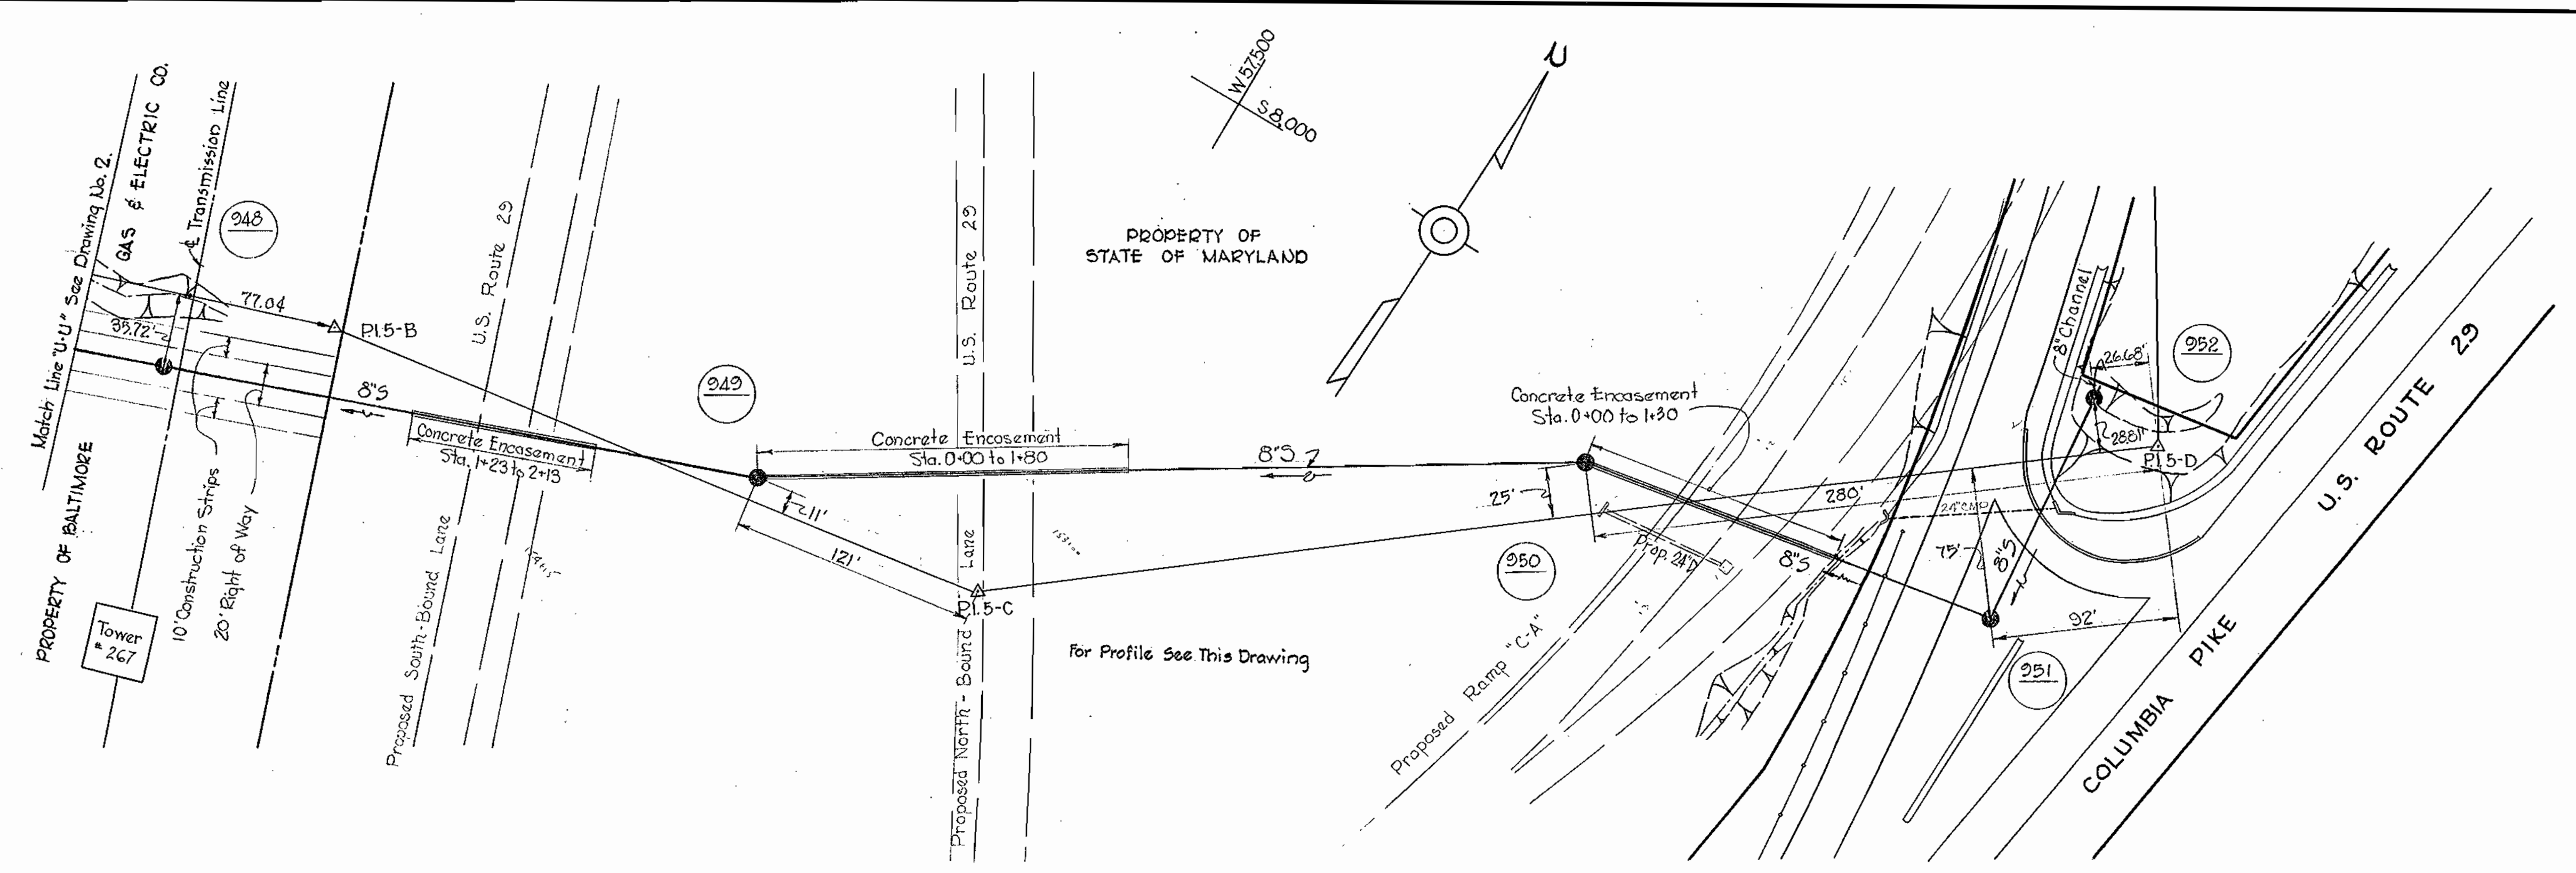 Match Line "U-U" See Drawing No. 2.
GAS & ELECTRIC CO.
PROPERTY OF BALTIMORE
℄ Transmission Line
948
77.04
35.72'
P.I.5-B
8"S
10' Construction Strips
20' Right of Way
Tower
# 267
U.S. Route 29
Proposed South-Bound Lane
Concrete Encasement
Sta. 1+23 to 2+13
949
Concrete Encasement
Sta. 0+00 to 1+80
11'
121'
P.I.5-C
U.S. Route 29
Proposed North-Bound Lane
W 57,500
S 8,000
PROPERTY OF
STATE OF MARYLAND
N
8"S
For Profile See This Drawing
25'
950
Concrete Encasement
Sta. 0+00 to 1+30
Prop. 24"D
280'
24" CMP
8"S
Proposed Ramp "C-A"
8" Channel
26.68'
952
28.81'
P.I.5-D
75'
8"S
92'
951
COLUMBIA PIKE
U.S. ROUTE 29